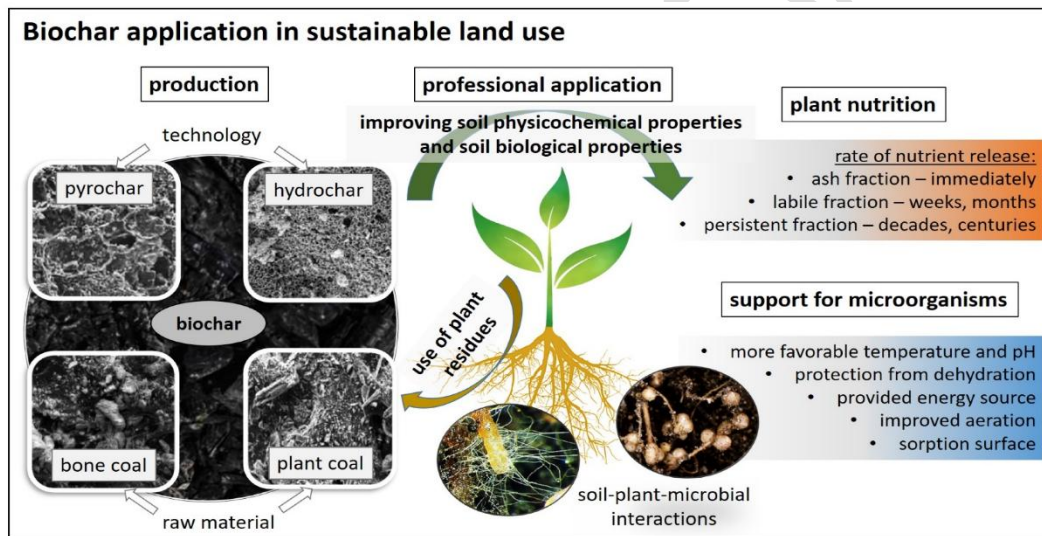 Biochar application in sustainable land use
production
technology
pyrochar
hydrochar
biochar
bone coal
plant coal
raw material
professional application
improving soil physicochemical properties
and soil biological properties
use of plant
residues
soil-plant-microbial
interactions
plant nutrition
rate of nutrient release:
• ash fraction – immediately
• labile fraction – weeks, months
• persistent fraction – decades, centuries
support for microorganisms
• more favorable temperature and pH
• protection from dehydration
• provided energy source
• improved aeration
• sorption surface